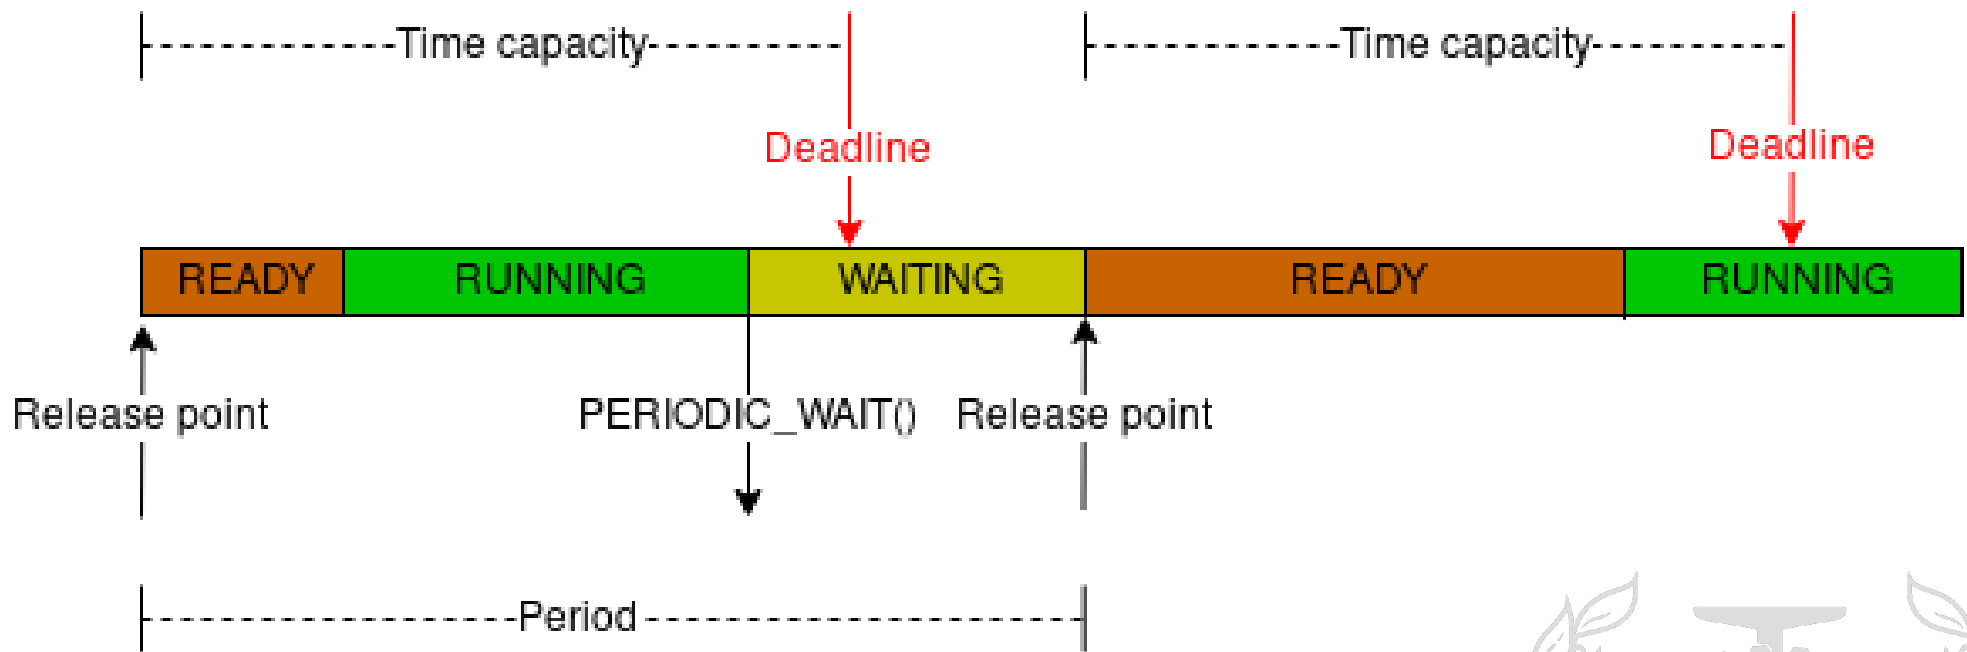 Time capacity
Time capacity
Deadline
Deadline
READY
RUNNING
WAITING
READY
RUNNING
Release point
PERIODIC_WAIT()
Release point
Period